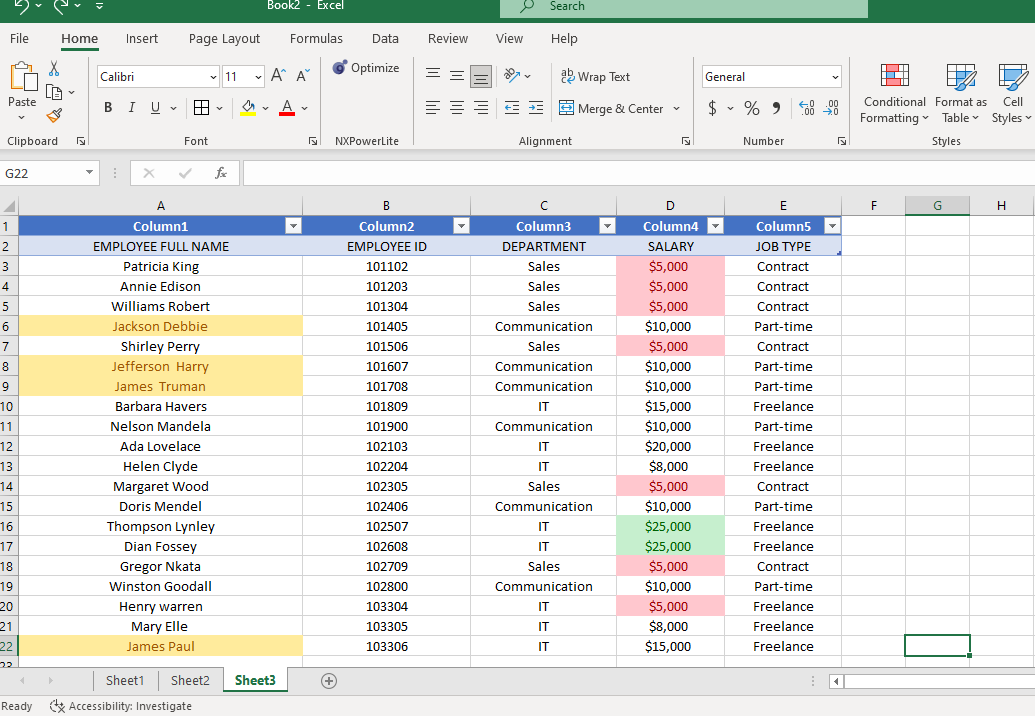 Book2 - Excel
Search
File Home Insert Page Layout Formulas Data Review View Help
Paste
Calibri 11
B I U A
Optimize
ab Wrap Text
Merge & Center
General
$ % 9 .00 .00
Conditional Formatting
Format as Table
Cell Styles
Clipboard Font NXPowerLite Alignment Number Styles
G22 fx
A B C D E F G H
1 Column1 Column2 Column3 Column4 Column5
2 EMPLOYEE FULL NAME EMPLOYEE ID DEPARTMENT SALARY JOB TYPE
3 Patricia King 101102 Sales $5,000 Contract
4 Annie Edison 101203 Sales $5,000 Contract
5 Williams Robert 101304 Sales $5,000 Contract
6 Jackson Debbie 101405 Communication $10,000 Part-time
7 Shirley Perry 101506 Sales $5,000 Contract
8 Jefferson Harry 101607 Communication $10,000 Part-time
9 James Truman 101708 Communication $10,000 Part-time
10 Barbara Havers 101809 IT $15,000 Freelance
11 Nelson Mandela 101900 Communication $10,000 Part-time
12 Ada Lovelace 102103 IT $20,000 Freelance
13 Helen Clyde 102204 IT $8,000 Freelance
14 Margaret Wood 102305 Sales $5,000 Contract
15 Doris Mendel 102406 Communication $10,000 Part-time
16 Thompson Lynley 102507 IT $25,000 Freelance
17 Dian Fossey 102608 IT $25,000 Freelance
18 Gregor Nkata 102709 Sales $5,000 Contract
19 Winston Goodall 102800 Communication $10,000 Part-time
20 Henry warren 103304 IT $5,000 Freelance
21 Mary Elle 103305 IT $8,000 Freelance
22 James Paul 103306 IT $15,000 Freelance
23
Sheet1 Sheet2 Sheet3
Ready Accessibility: Investigate